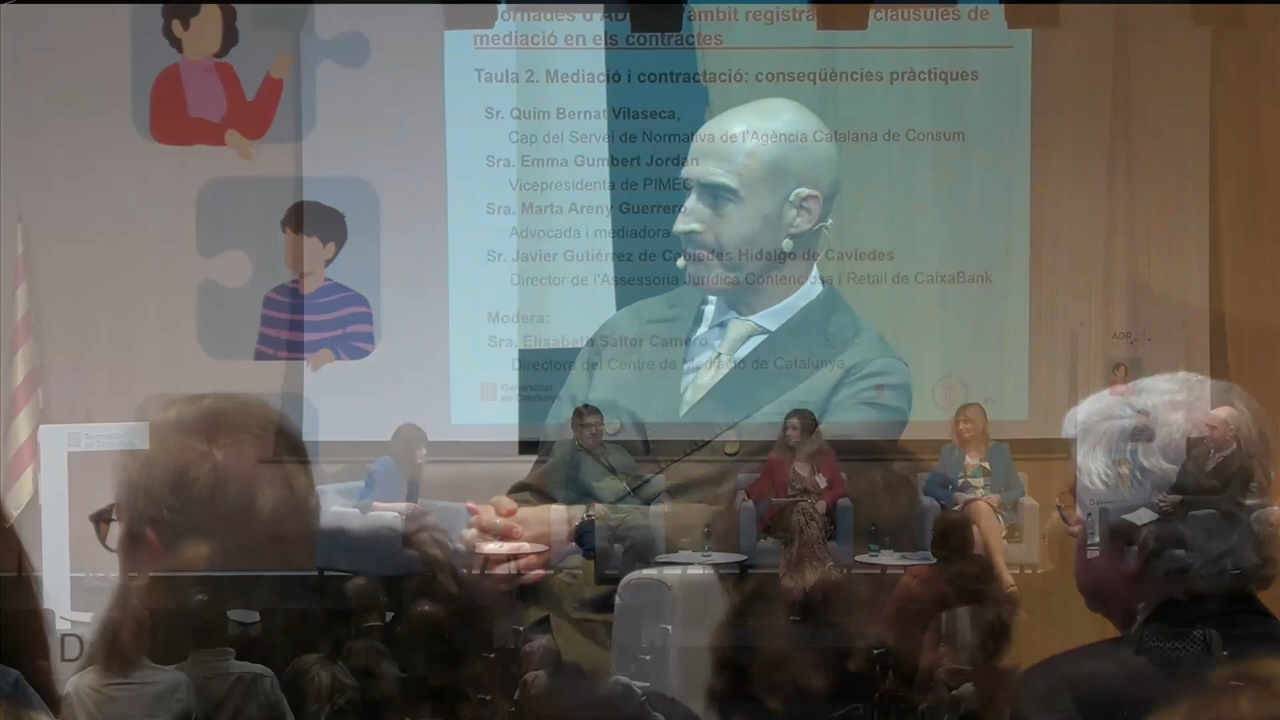 mediació en els contractes
Taula 2. Mediació i contractació: conseqüències pràctiques
Sr. Quim Bernat Vilaseca,
Cap del Servei de Normativa de l'Agència Catalana de Consum
Sra. Emma Gumbert Jordan
Vicepresidenta de PIMEC
Sra. Marta Areny Guerrero
Advocada i mediadora
Sr. Javier Gutiérrez de Cabiedes Hidalgo de Caviedes
Director de l'Assessoria Jurídica Contenciosa i Retail de CaixaBank
Modera:
Sra. Elisabeth Saltor Camero
Directora del Centre de Mediació de Catalunya
Generalitat
de Catalunya
ADR
D